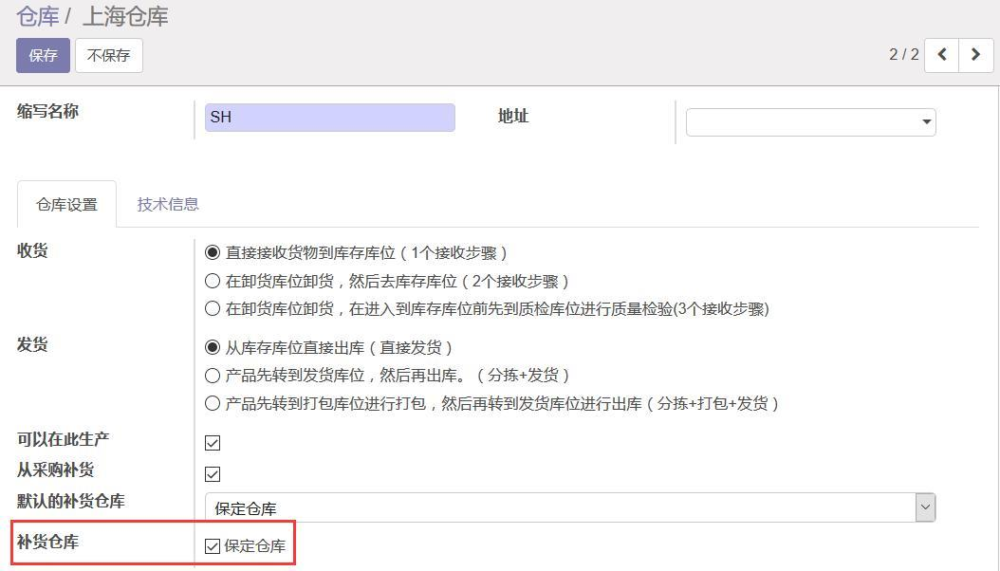 仓库 / 上海仓库
保存 不保存 2 / 2
缩写名称 SH 地址
仓库设置 技术信息
收货 直接接收货物到库存库位（1个接收步骤）
在卸货库位卸货，然后去库存库位（2个接收步骤）
在卸货库位卸货，在进入到库存库位前先到质检库位进行质量检验(3个接收步骤)
发货 从库存库位直接出库（直接发货）
产品先转到发货库位，然后再出库。（分拣+发货）
产品先转到打包库位进行打包，然后再转到发货库位进行出库（分拣+打包+发货）
可以在此生产
从采购补货
默认的补货仓库 保定仓库
补货仓库 保定仓库